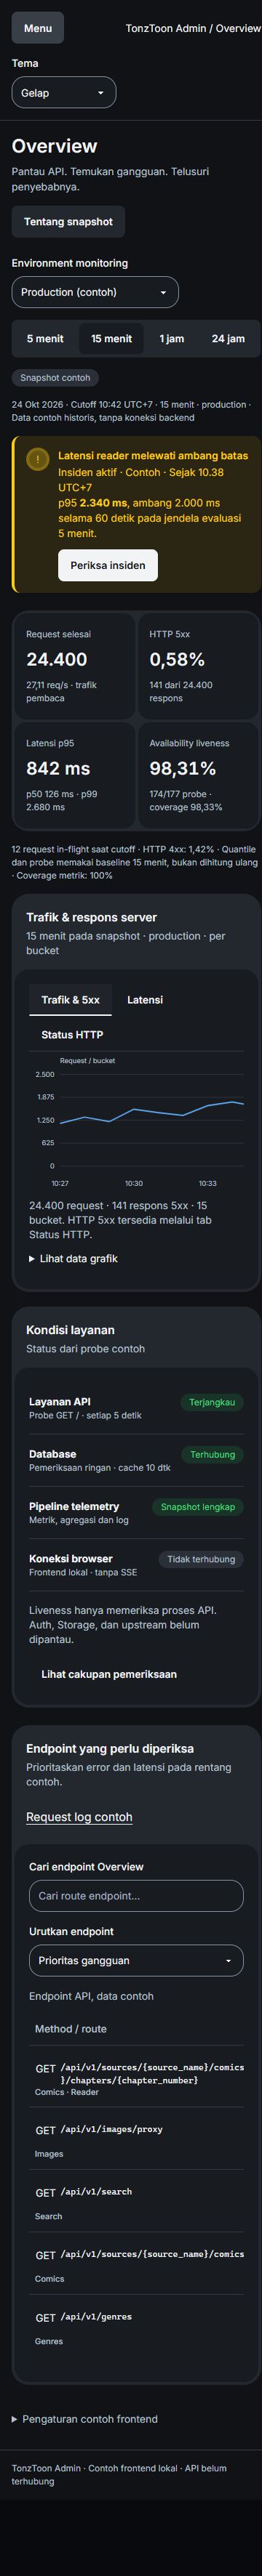 Menu
TonzToon Admin / Overview
Tema
Gelap
Overview
Pantau API. Temukan gangguan. Telusuri
penyebabnya.
Tentang snapshot
Environment monitoring
Production (contoh)
5 menit 15 menit 1 jam 24 jam
Snapshot contoh
24 Okt 2026 · Cutoff 10:42 UTC+7 · 15 menit · production ·
Data contoh historis, tanpa koneksi backend
! Latensi reader melewati ambang batas
Insiden aktif · Contoh · Sejak 10.38
UTC+7
p95 2.340 ms, ambang 2.000 ms
selama 60 detik pada jendela evaluasi
5 menit.
Periksa insiden
Request selesai
24.400
27,11 req/s · trafik
pembaca
HTTP 5xx
0,58%
141 dari 24.400
respons
Latensi p95
842 ms
p50 126 ms · p99
2.680 ms
Availability liveness
98,31%
174/177 probe ·
coverage 98,33%
12 request in-flight saat cutoff · HTTP 4xx: 1,42% · Quantile
dan probe memakai baseline 15 menit, bukan dihitung ulang
· Coverage metrik: 100%
Trafik & respons server
15 menit pada snapshot · production · per
bucket
Trafik & 5xx Latensi
Status HTTP
Request / bucket
2.500
1.875
1.250
625
0
10:27 10:30 10:33
24.400 request · 141 respons 5xx · 15
bucket. HTTP 5xx tersedia melalui tab
Status HTTP.
Lihat data grafik
Kondisi layanan
Status dari probe contoh
Layanan API
Terjangkau
Probe GET / · setiap 5 detik
Database
Terhubung
Pemeriksaan ringan · cache 10 dtk
Pipeline telemetry
Snapshot lengkap
Metrik, agregasi dan log
Koneksi browser
Tidak terhubung
Frontend lokal · tanpa SSE
Liveness hanya memeriksa proses API.
Auth, Storage, dan upstream belum
dipantau.
Lihat cakupan pemeriksaan
Endpoint yang perlu diperiksa
Prioritaskan error dan latensi pada rentang
contoh.
Request log contoh
Cari endpoint Overview
Cari route endpoint...
Urutkan endpoint
Prioritas gangguan
Endpoint API, data contoh
Method / route
GET /api/v1/sources/{source_name}/comics
}/chapters/{chapter_number}
Comics · Reader
GET /api/v1/images/proxy
Images
GET /api/v1/search
Search
GET /api/v1/sources/{source_name}/comics
Comics
GET /api/v1/genres
Genres
Pengaturan contoh frontend
TonzToon Admin · Contoh frontend lokal · API belum
terhubung